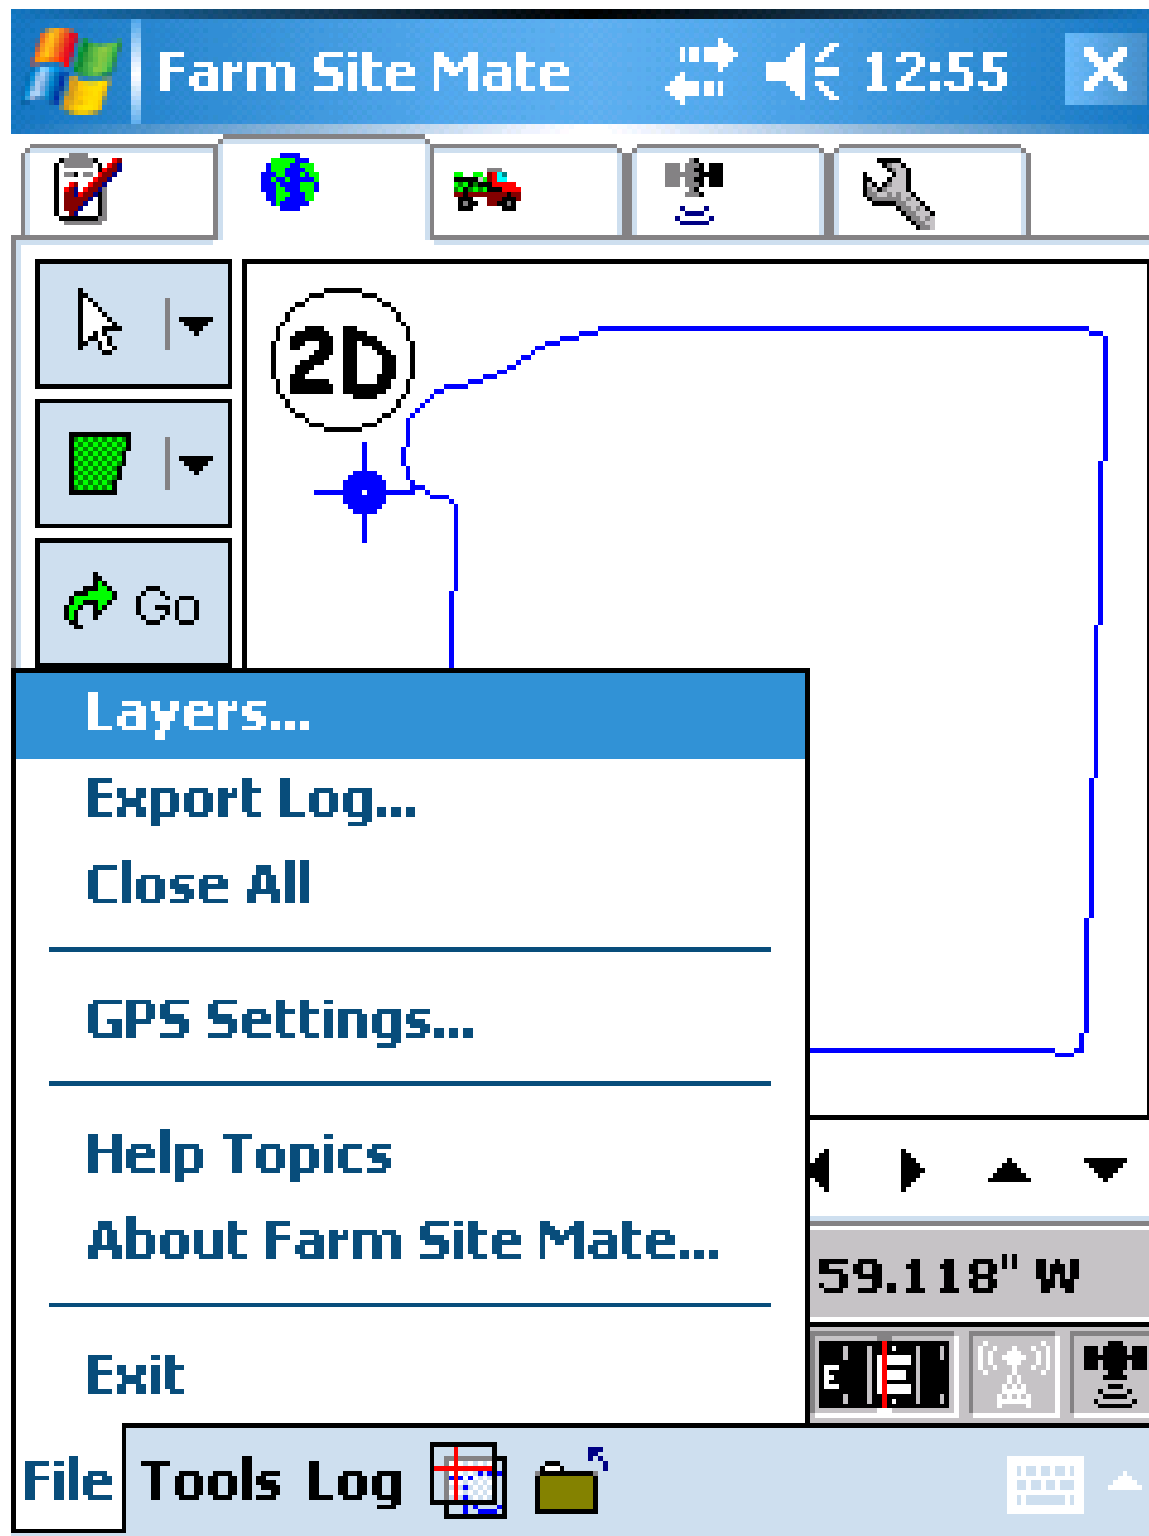 Farm Site Mate 12:55
2D
Go
Layers...
Export Log...
Close All
GPS Settings...
Help Topics
About Farm Site Mate...
59.118" W
Exit
E E
File Tools Log